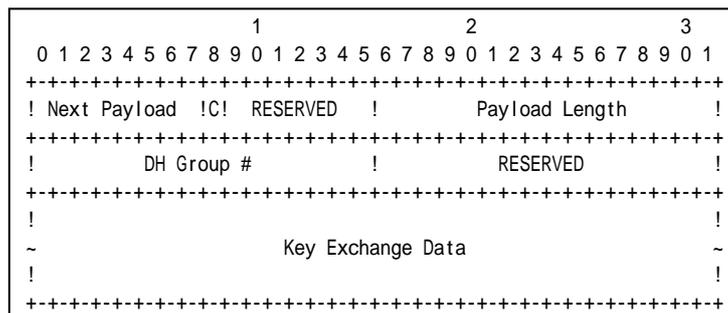 1                   2                   3
 0 1 2 3 4 5 6 7 8 9 0 1 2 3 4 5 6 7 8 9 0 1 2 3 4 5 6 7 8 9 0 1
+-+-+-+-+-+-+-+-+-+-+-+-+-+-+-+-+-+-+-+-+-+-+-+-+-+-+-+-+-+-+-+-+
! Next Payload  !C!  RESERVED   !         Payload Length        !
+-+-+-+-+-+-+-+-+-+-+-+-+-+-+-+-+-+-+-+-+-+-+-+-+-+-+-+-+-+-+-+-+
!          DH Group #           !           RESERVED            !
+-+-+-+-+-+-+-+-+-+-+-+-+-+-+-+-+-+-+-+-+-+-+-+-+-+-+-+-+-+-+-+-+
!                                                               !
~                       Key Exchange Data                       ~
!                                                               !
+-+-+-+-+-+-+-+-+-+-+-+-+-+-+-+-+-+-+-+-+-+-+-+-+-+-+-+-+-+-+-+-+